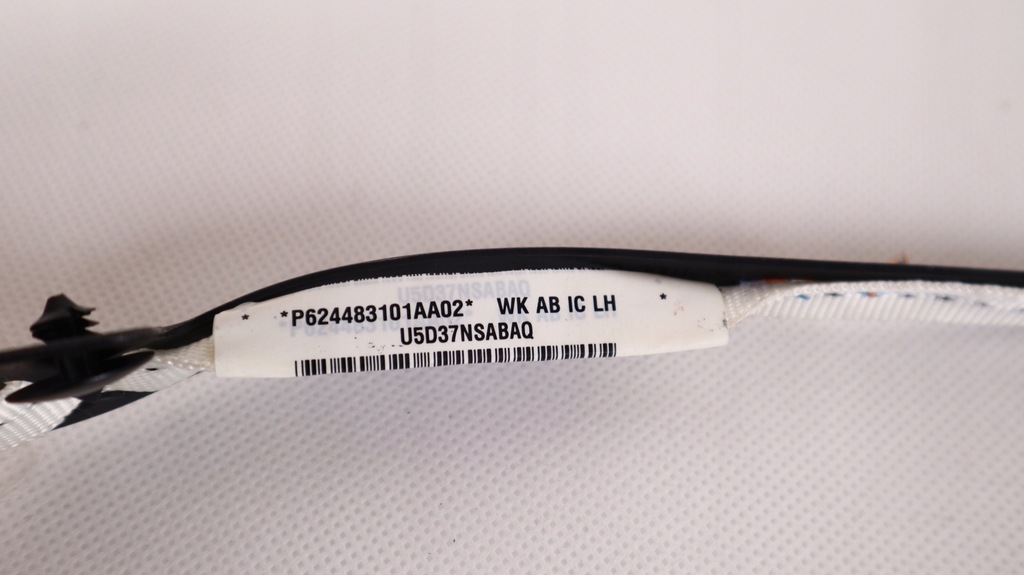 * *P624483101AA02* WK AB IC LH *
U5D37NSABAQ